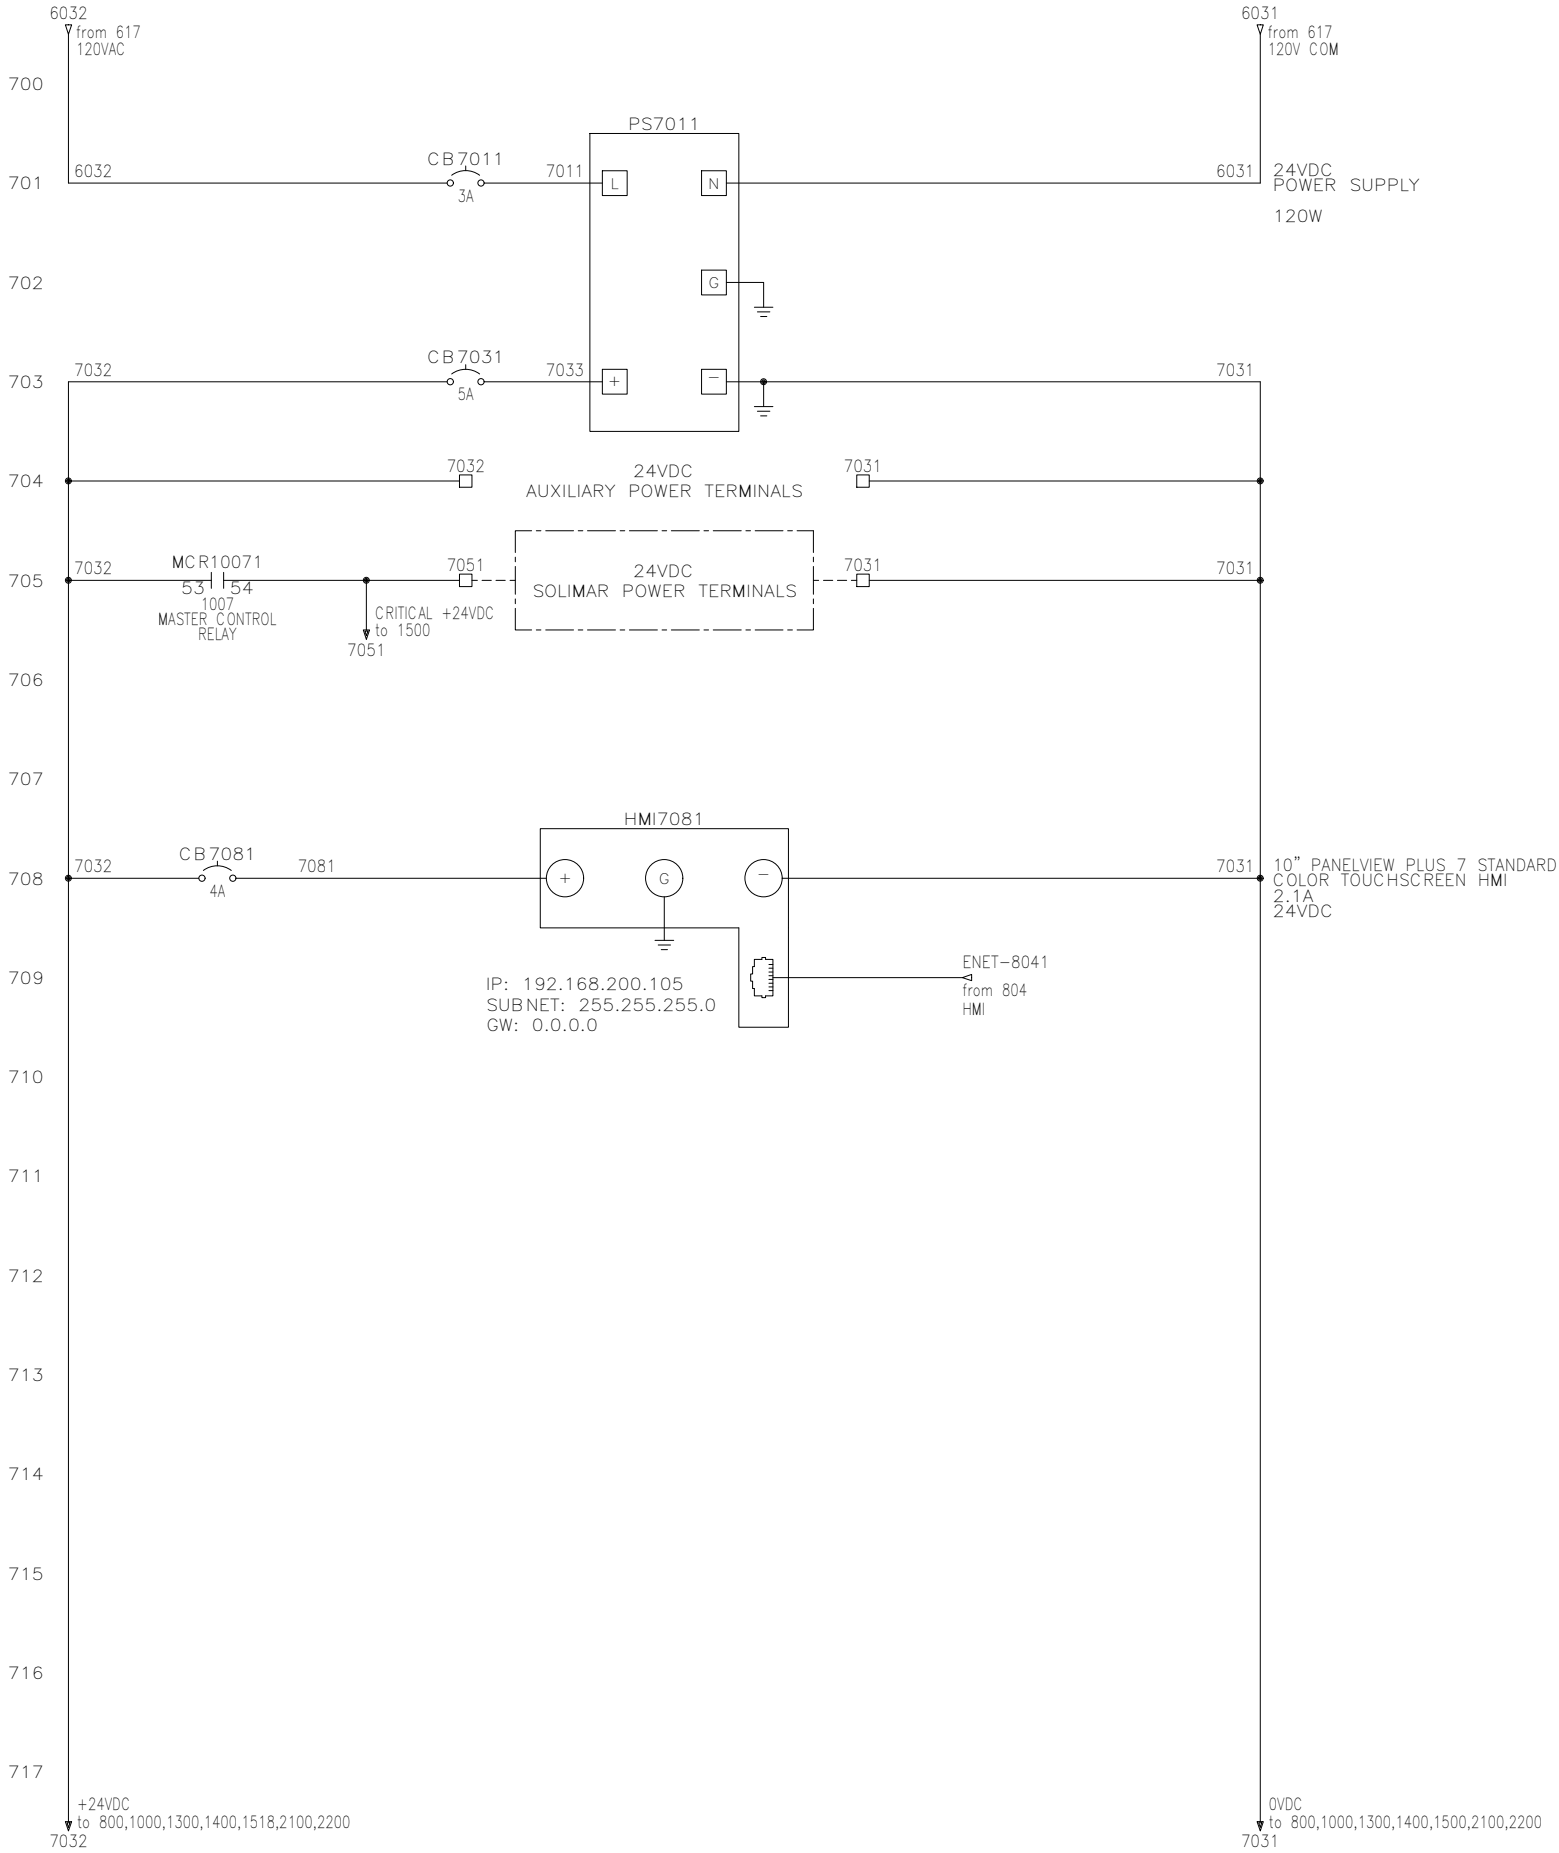 6032
from 617
120VAC
6031
from 617
120V COM
700
PS7011
701
6032
CB7011
3A
7011
L
N
6031
24VDC
POWER SUPPLY
120W
702
G
703
7032
CB7031
5A
7033
+
−
7031
704
7032
24VDC
AUXILIARY POWER TERMINALS
7031
705
7032
MCR10071
53 54
1007
MASTER CONTROL
RELAY
CRITICAL +24VDC
to 1500
7051
7051
24VDC
SOLIMAR POWER TERMINALS
7031
7031
706
707
HMI7081
708
7032
CB7081
4A
7081
+
G
−
7031
10” PANELVIEW PLUS 7 STANDARD
COLOR TOUCHSCREEN HMI
2.1A
24VDC
709
IP: 192.168.200.105
SUBNET: 255.255.255.0
GW: 0.0.0.0
ENET-8041
from 804
HMI
710
711
712
713
714
715
716
717
+24VDC
to 800,1000,1300,1400,1518,2100,2200
7032
0VDC
to 800,1000,1300,1400,1500,2100,2200
7031